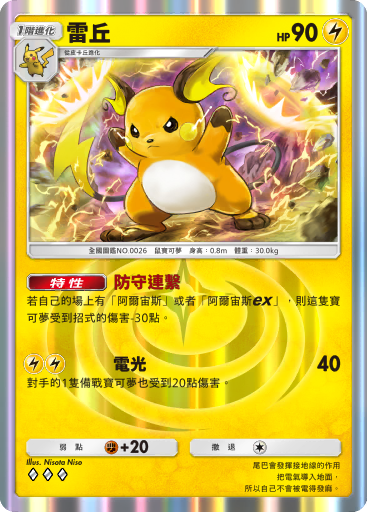 1階進化
雷丘
HP 90
從皮卡丘進化
全國圖鑑NO.0026 鼠寶可夢 身高：0.8m 體重：30.0kg
特性 防守連繫
若自己的場上有「阿爾宙斯」或者「阿爾宙斯ex」，則這隻寶
可夢受到招式的傷害-30點。
電光 40
對手的1隻備戰寶可夢也受到20點傷害。
弱點 +20 撤退
Illus. Nisota Niso
尾巴會發揮接地線的作用
把電氣導入地面，
所以自己不會被電得發麻。